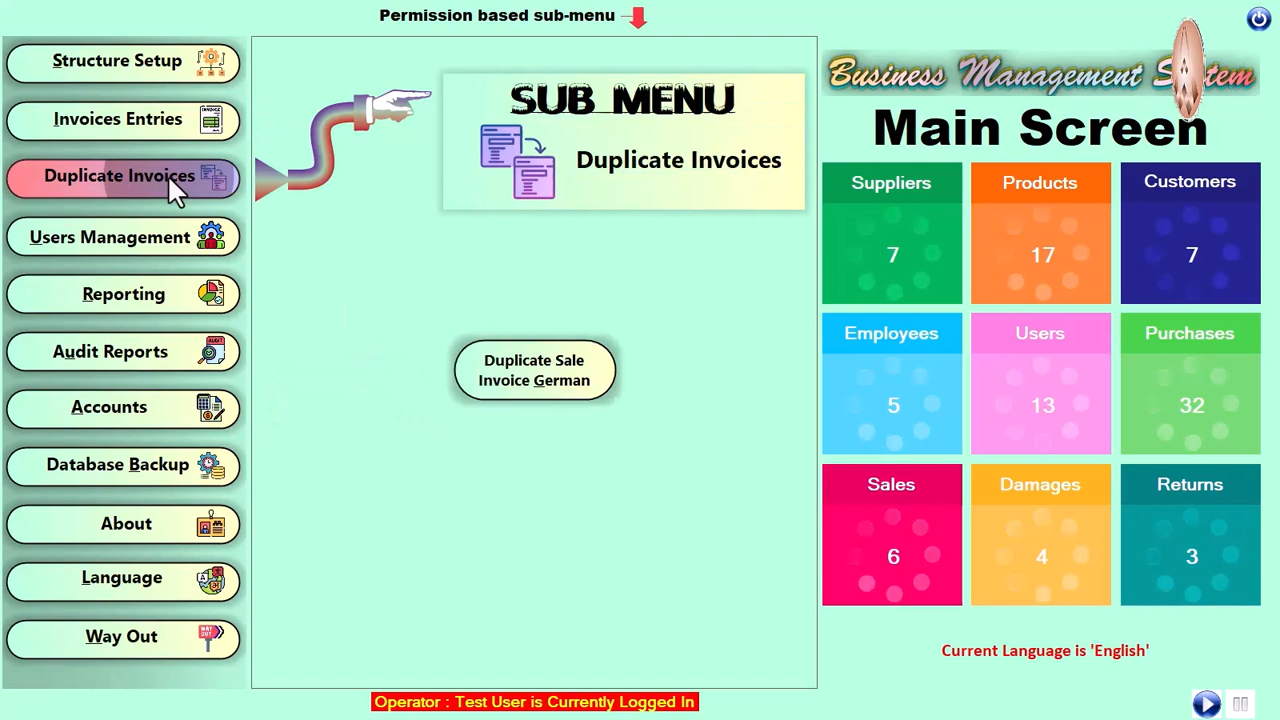 Permission based sub-menu
Structure Setup
Invoices Entries
Duplicate Invoices
Users Management
Reporting
Audit Reports
Accounts
Database Backup
About
Language
Way Out
SUB MENU
Duplicate Invoices
Duplicate Sale
Invoice German
Business Management System
Main Screen
Suppliers
7
Products
17
Customers
7
Employees
5
Users
13
Purchases
32
Sales
6
Damages
4
Returns
3
Current Language is 'English'
Operator : Test User is Currently Logged In